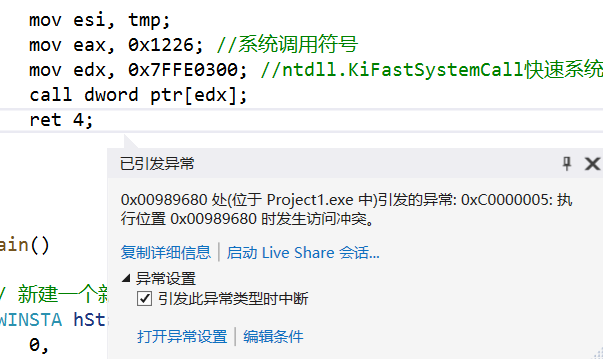 mov esi, tmp;
mov eax, 0x1226; //系统调用符号
mov edx, 0x7FFE0300; //ntdll.KiFastSystemCall快速系统
call dword ptr[edx];
ret 4;
已引发异常
0x00989680 处(位于 Project1.exe 中)引发的异常: 0xC0000005: 执
行位置 0x00989680 时发生访问冲突。
复制详细信息 | 启动 Live Share 会话...
异常设置
引发此异常类型时中断
打开异常设置 | 编辑条件
ain()
/ 新建一个新
WINSTA hSt
0,